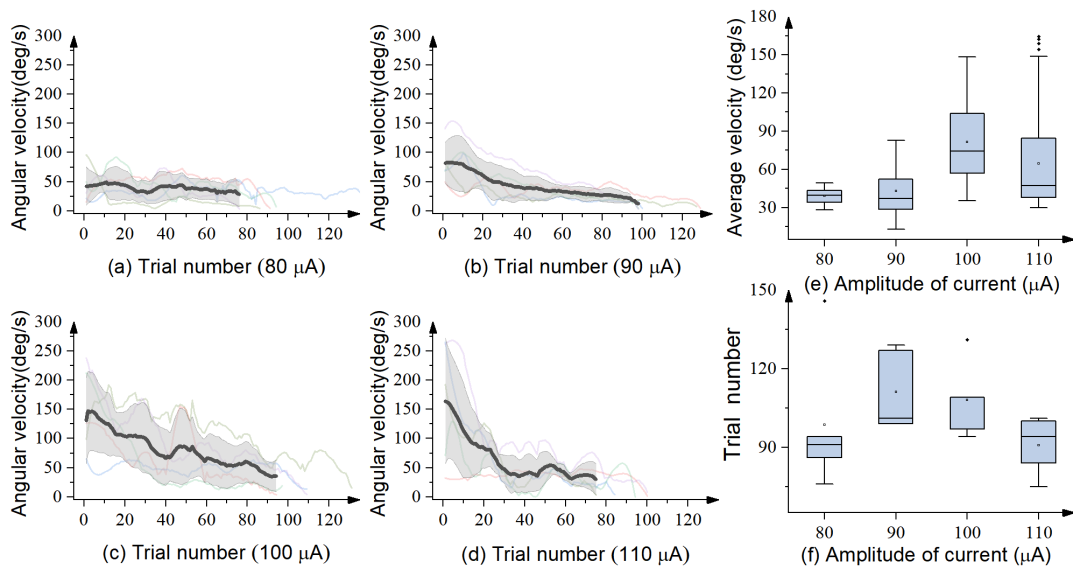 Angular velocity(deg/s)
300
250
200
150
100
50
0
0 20 40 60 80 100 120
(a) Trial number (80 μA)
Angular velocity(deg/s)
300
250
200
150
100
50
0
0 20 40 60 80 100 120
(b) Trial number (90 μA)
Average velocity (deg/s)
180
150
120
90
60
30
80 90 100 110
(e) Amplitude of current (μA)
Angular velocity(deg/s)
300
250
200
150
100
50
0
0 20 40 60 80 100 120
(c) Trial number (100 μA)
Angular velocity(deg/s)
300
250
200
150
100
50
0
0 20 40 60 80 100 120
(d) Trial number (110 μA)
Trial number
150
120
90
80 90 100 110
(f) Amplitude of current (μA)